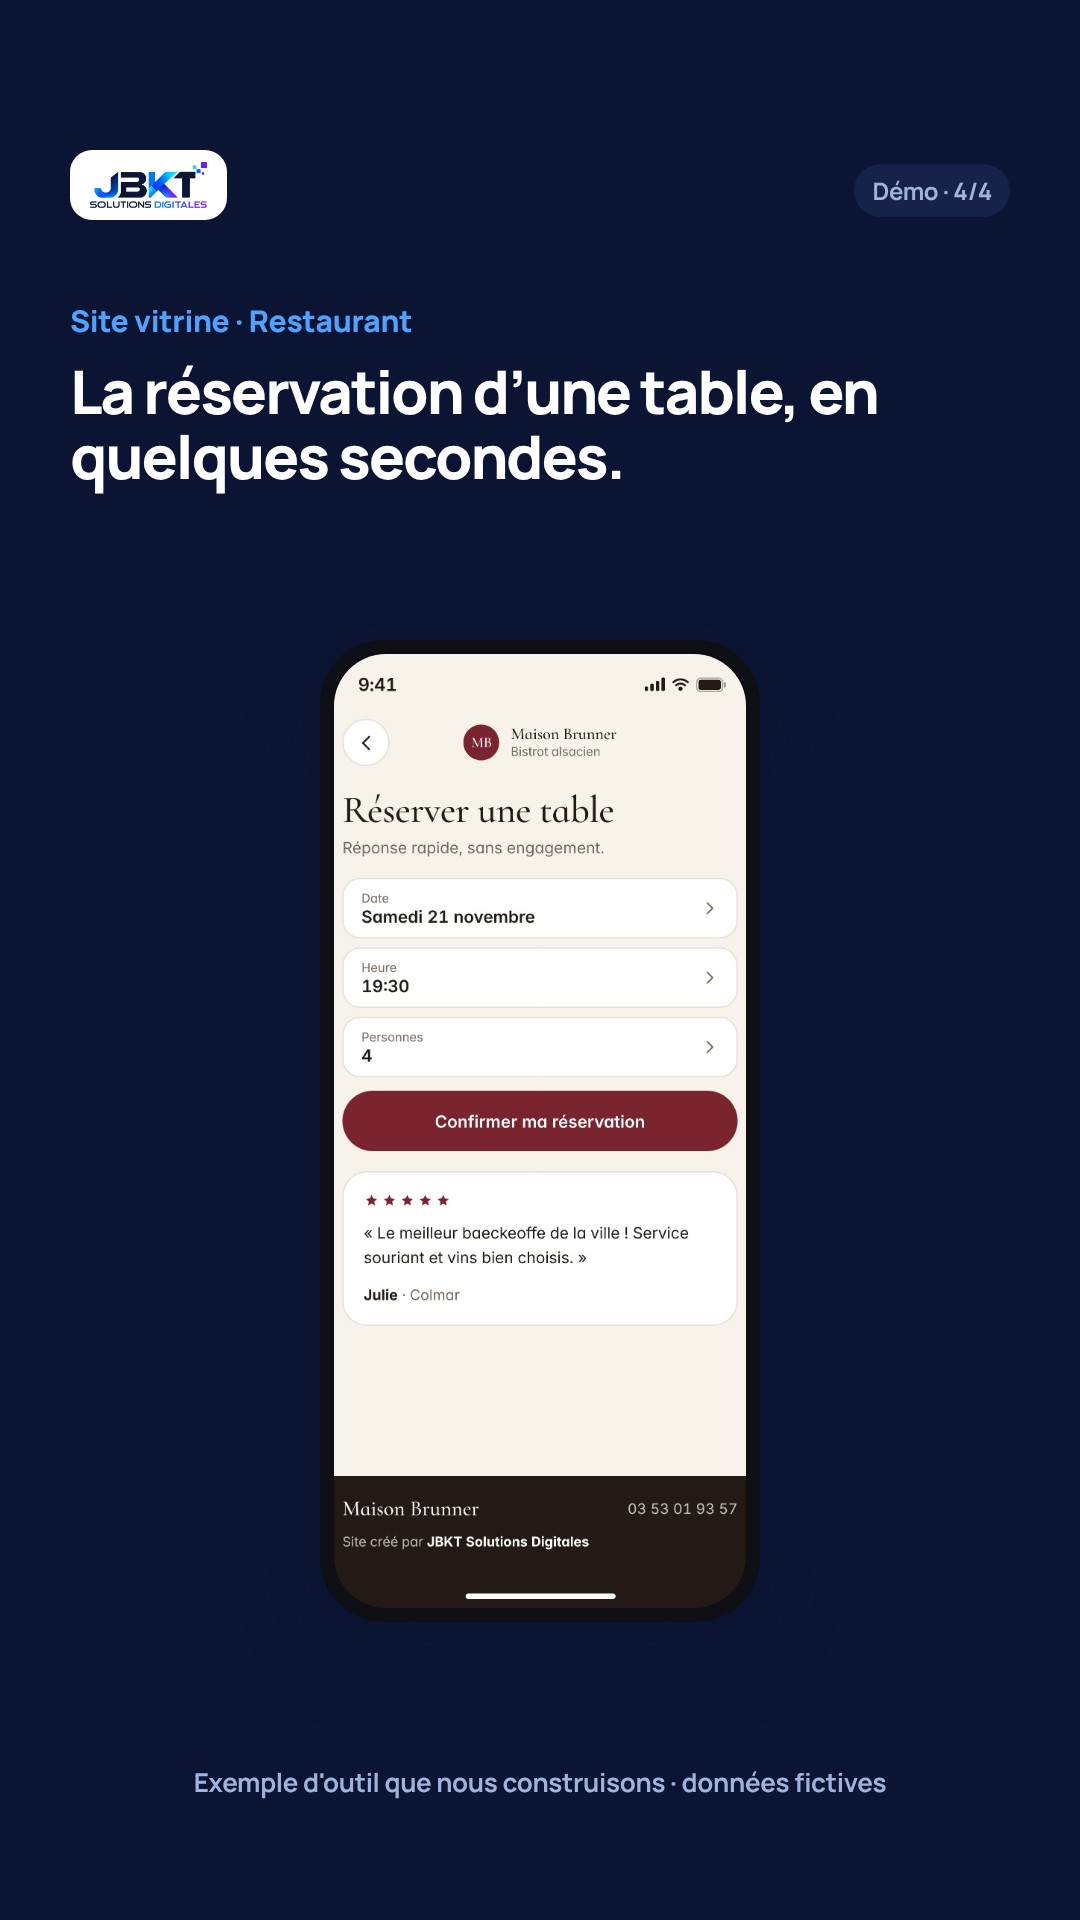 JBKT
SOLUTIONS DIGITALES
Démo · 4/4
Site vitrine · Restaurant
La réservation d’une table, en
quelques secondes.
9:41
MB
Maison Brunner
Bistrot alsacien
Réserver une table
Réponse rapide, sans engagement.
Date
Samedi 21 novembre
Heure
19:30
Personnes
4
Confirmer ma réservation
« Le meilleur baeckeoffe de la ville ! Service
souriant et vins bien choisis. »
Julie · Colmar
Maison Brunner
03 53 01 93 57
Site créé par JBKT Solutions Digitales
Exemple d'outil que nous construisons · données fictives